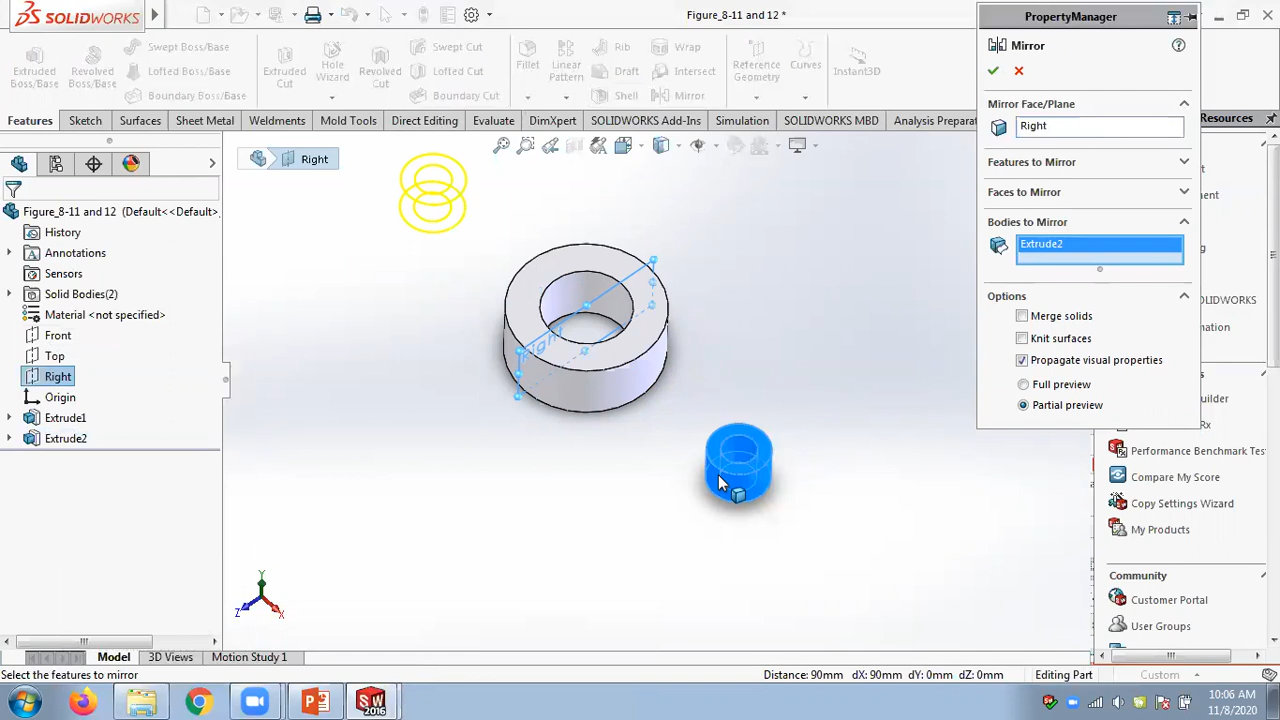 SOLIDWORKS
Figure_8-11 and 12 *
PropertyManager
Mirror
Extruded Boss/Base
Revolved Boss/Base
Swept Boss/Base
Lofted Boss/Base
Boundary Boss/Base
Extruded Cut
Hole Wizard
Revolved Cut
Swept Cut
Lofted Cut
Boundary Cut
Fillet
Linear Pattern
Rib
Draft
Shell
Wrap
Intersect
Mirror
Reference Geometry
Curves
Instant3D
Features
Sketch
Surfaces
Sheet Metal
Weldments
Mold Tools
Direct Editing
Evaluate
DimXpert
SOLIDWORKS Add-Ins
Simulation
SOLIDWORKS MBD
Analysis Prepara
Resources
Right
Figure_8-11 and 12 (Default<<Default>
History
Annotations
Sensors
Solid Bodies(2)
Material <not specified>
Front
Top
Right
Origin
Extrude1
Extrude2
Right
Mirror Face/Plane
Right
Features to Mirror
Faces to Mirror
Bodies to Mirror
Extrude2
Options
Merge solids
Knit surfaces
Propagate visual properties
Full preview
Partial preview
OLIDWORKS
Performance Benchmark Tes
Compare My Score
Copy Settings Wizard
My Products
Community
Customer Portal
User Groups
Y
Z
X
Model
3D Views
Motion Study 1
Select the features to mirror
Distance: 90mm dX: 90mm dY: 0mm dZ: 0mm
Editing Part
Custom
SW
2016
10:06 AM
11/8/2020